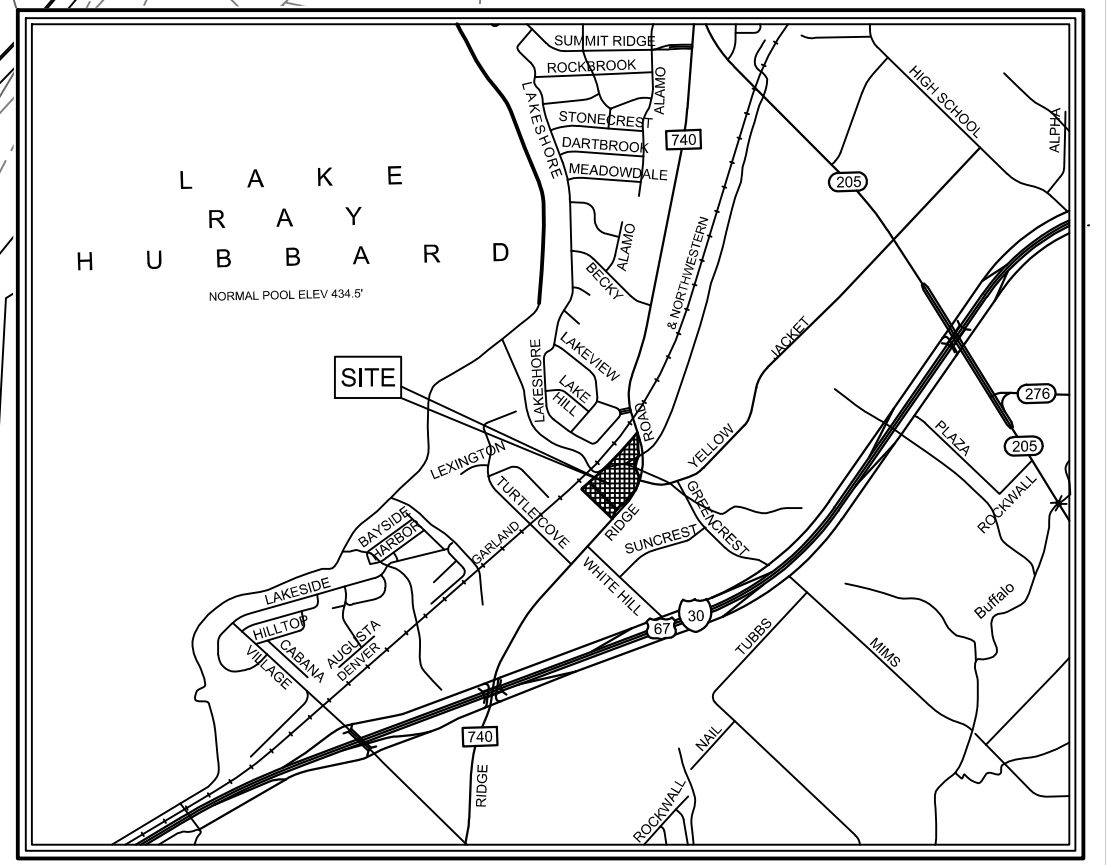 SUMMIT RIDGE
ROCKBROOK
ALAMO
LAKESHORE
STONECREST
DARTBROOK
MEADOWDALE
740
HIGH SCHOOL
ALPHA
205
LAKE
RAY
HUBBARD
NORMAL POOL ELEV 434.5'
ALAMO
BECKY
& NORTHWESTERN
JACKET
LAKEVIEW
LAKE
HILL
LAKESHORE
SITE
ROAD
YELLOW
276
205
PLAZA
ROCKWALL
LEXINGTON
TURTLE COVE
GREENCREST
RIDGE
SUNCREST
BAYSIDE
HARBOR
GARLAND
WHITE HILL
LAKESIDE
HILLTOP
CABANA
VILLAGE
AUGUSTA
DENVER
67
30
TUBBS
MIMS
Buffalo
740
RIDGE
NAIL
ROCKWALL